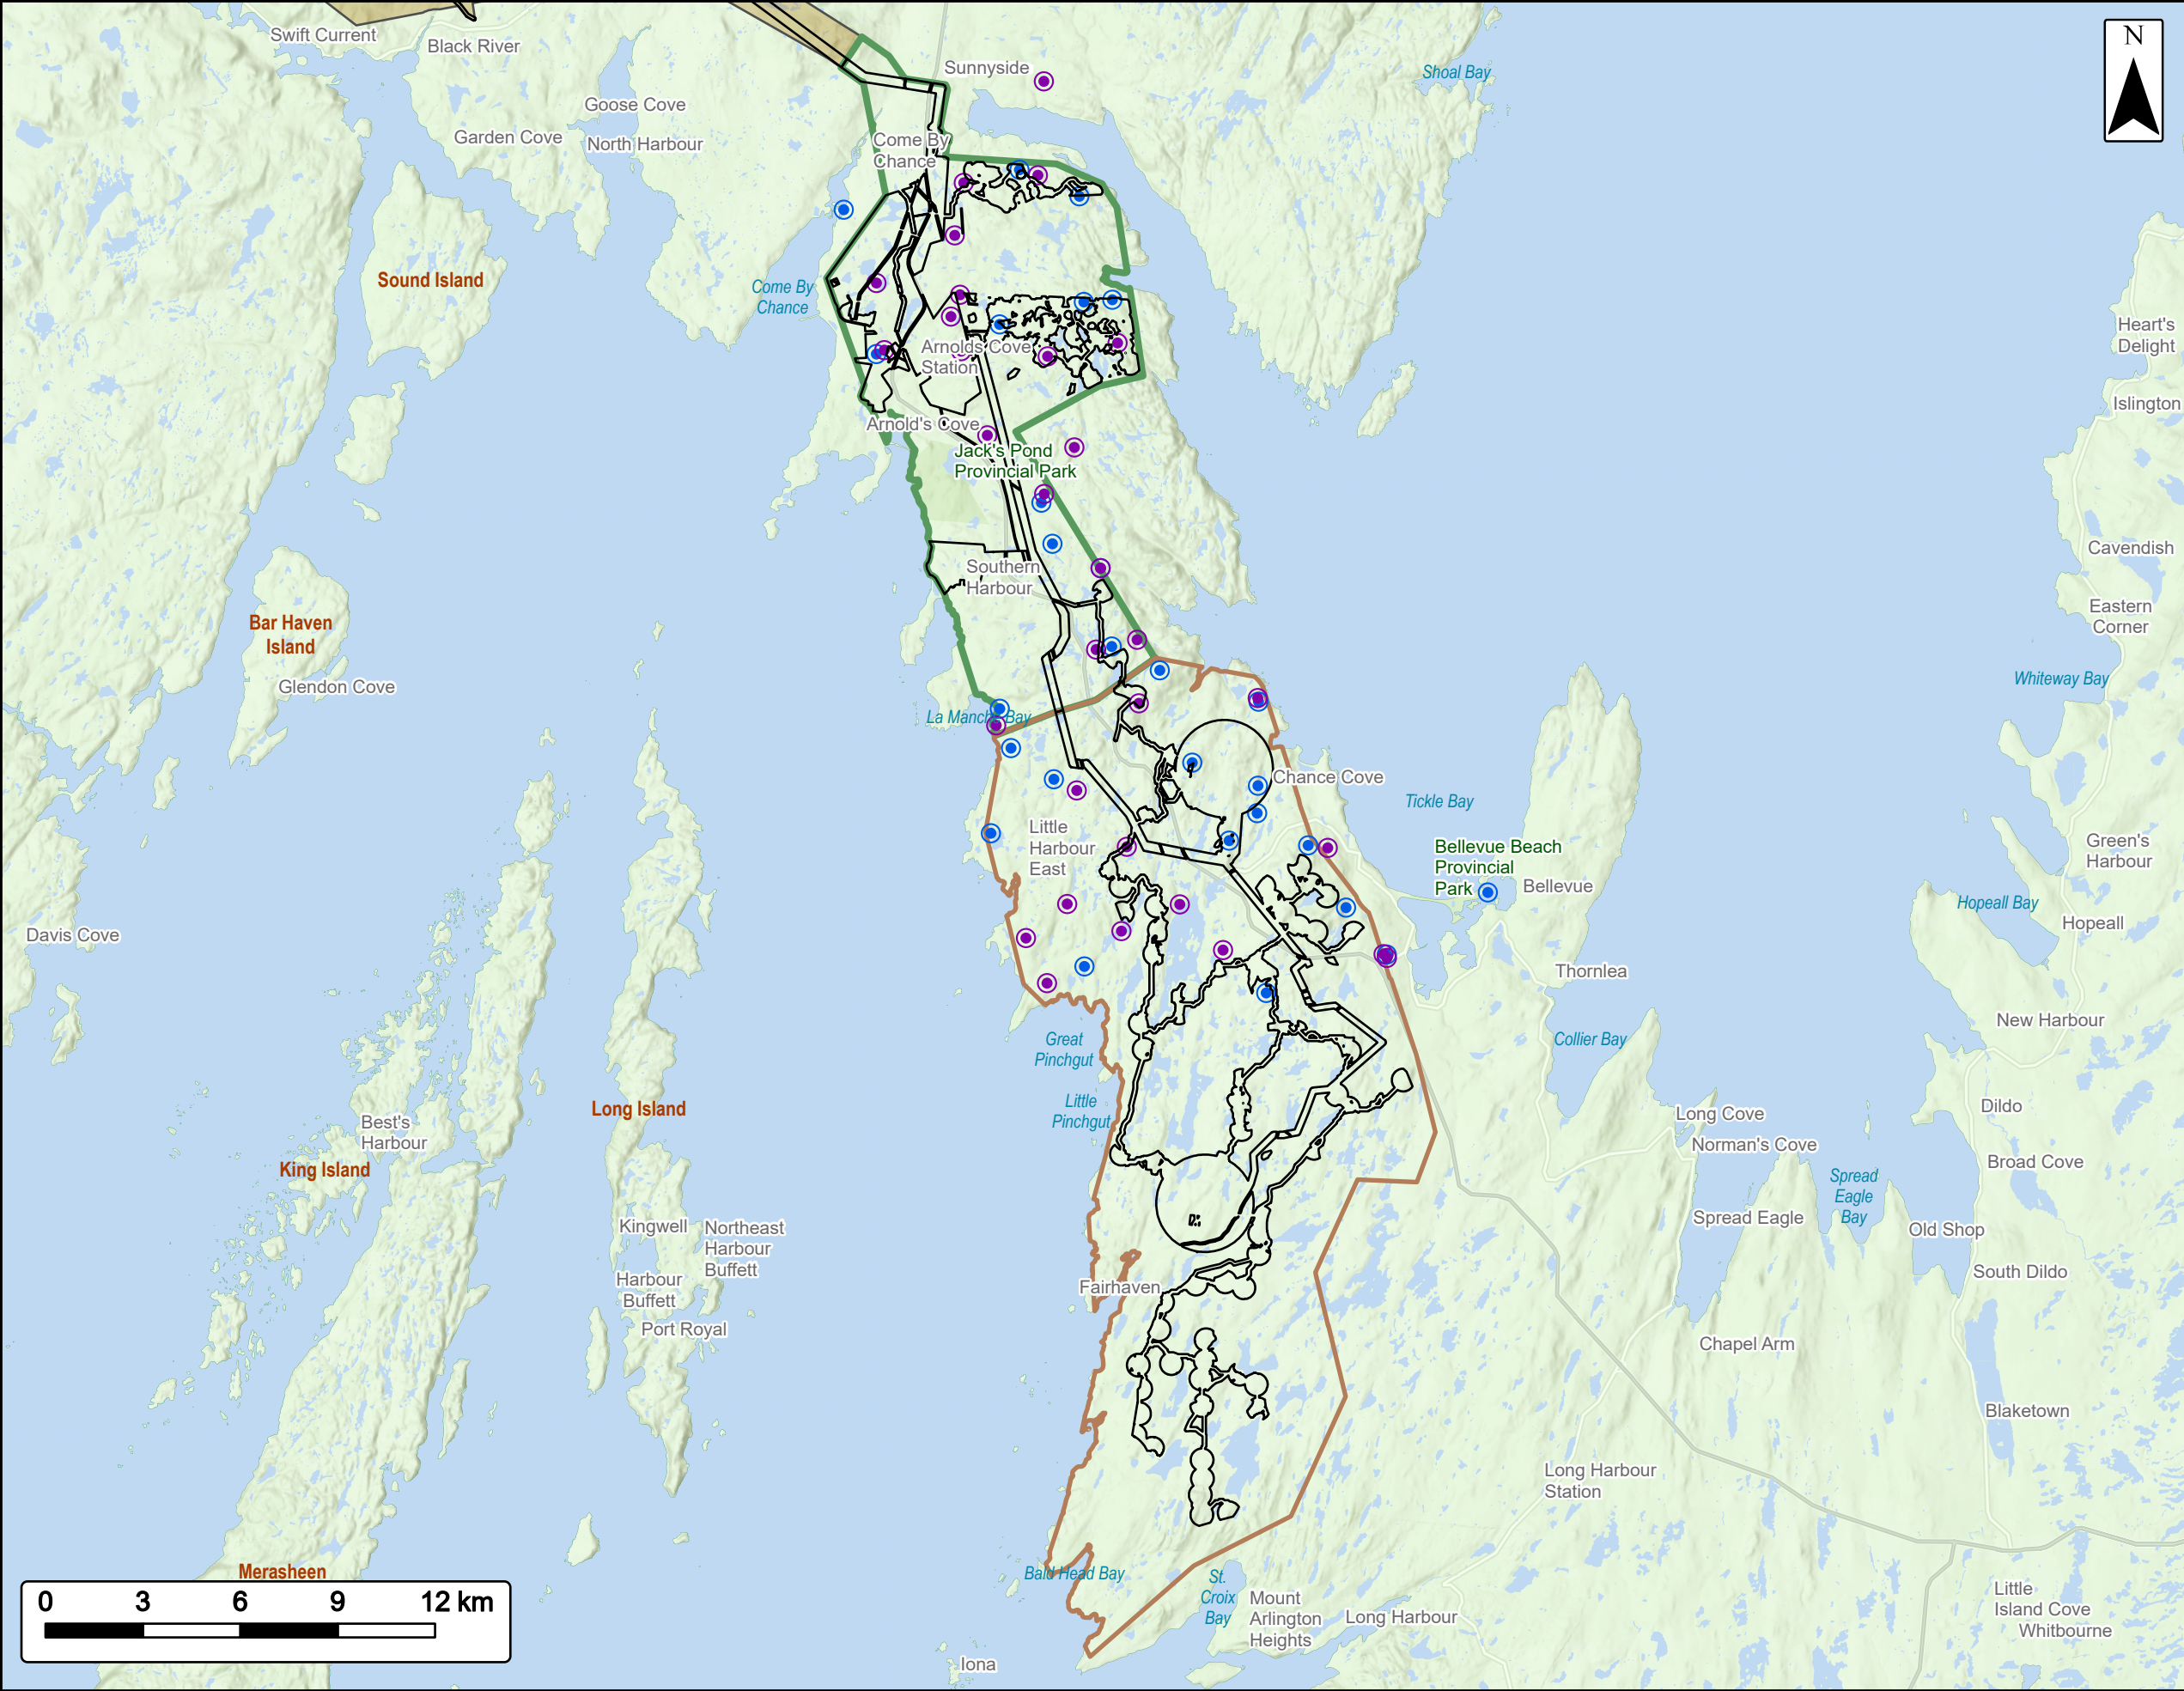 Swift Current
Black River
Sunnyside
Shoal Bay
N
Goose Cove
Garden Cove
North Harbour
Come By
Chance
Sound Island
Come By
Chance
Heart's
Delight
Arnolds Cove
Station
Islington
Arnold's Cove
Jack's Pond
Provincial Park
Cavendish
Southern
Harbour
Eastern
Corner
Bar Haven
Island
Glendon Cove
Whiteway Bay
La Manche Bay
Chance Cove
Tickle Bay
Little
Harbour
East
Bellevue Beach
Provincial
Park
Bellevue
Green's
Harbour
Hopeall Bay
Hopeall
Davis Cove
Thornlea
New Harbour
Great
Pinchgut
Collier Bay
Little
Pinchgut
Long Island
Best's
Harbour
King Island
Long Cove
Norman's Cove
Dildo
Broad Cove
Spread
Eagle
Bay
Spread Eagle
Old Shop
Kingwell
Northeast
Harbour
Buffett
Harbour
Buffett
Port Royal
Fairhaven
South Dildo
Chapel Arm
Blaketown
Long Harbour
Station
Merasheen
Bald Head Bay
St.
Croix
Bay
Mount
Arlington
Heights
Long Harbour
Little
Island Cove
Whitbourne
Iona
0 3 6 9 12 km